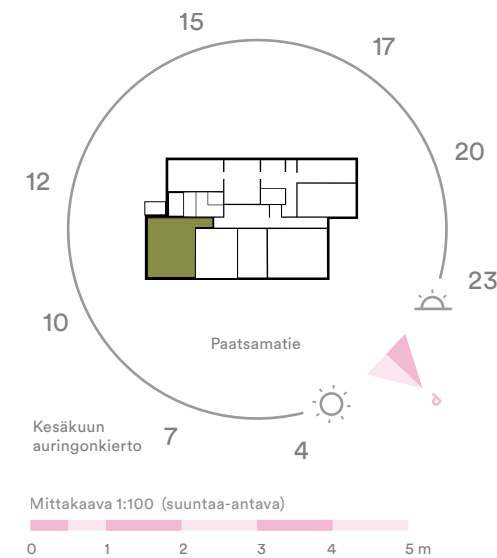 15
17
20
12
23
10
Paatsamatie
P
Kesäkuun
auringonkierto
7
4
Mittakaava 1:100 (suuntaa-antava)
0 1 2 3 4 5 m